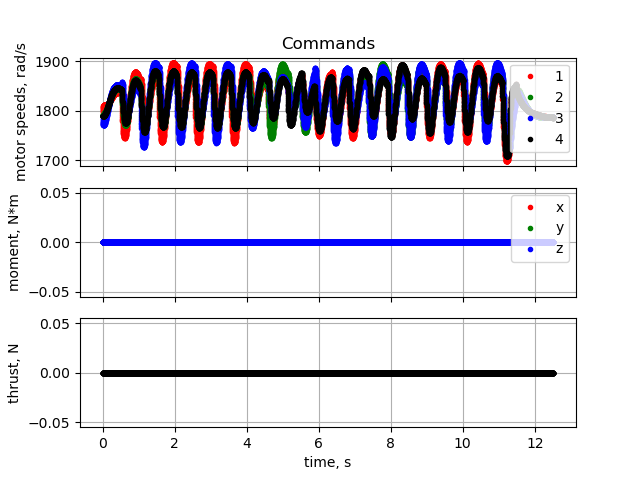 Commands
motor speeds, rad/s
1900
1800
1700
1
2
3
4
moment, N*m
0.05
0.00
−0.05
x
y
z
thrust, N
0.05
0.00
−0.05
0 2 4 6 8 10 12
time, s